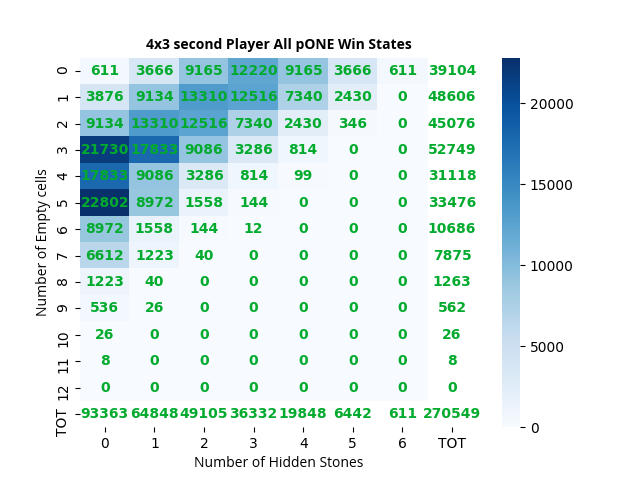 4x3 second Player All pONE Win States
0 611 3666 9165 12220 9165 3666 611 39104
1 3876 9134 13310 12516 7340 2430 0 48606
2 9134 13310 12516 7340 2430 346 0 45076
3 21730 17833 9086 3286 814 0 0 52749
4 17833 9086 3286 814 99 0 0 31118
5 22802 8972 1558 144 0 0 0 33476
6 8972 1558 144 12 0 0 0 10686
7 6612 1223 40 0 0 0 0 7875
8 1223 40 0 0 0 0 0 1263
9 536 26 0 0 0 0 0 562
10 26 0 0 0 0 0 0 26
11 8 0 0 0 0 0 0 8
12 0 0 0 0 0 0 0 0
TOT 93363 64848 49105 36332 19848 6442 611 270549
0 1 2 3 4 5 6 TOT
Number of Hidden Stones
Number of Empty cells
20000
15000
10000
5000
0